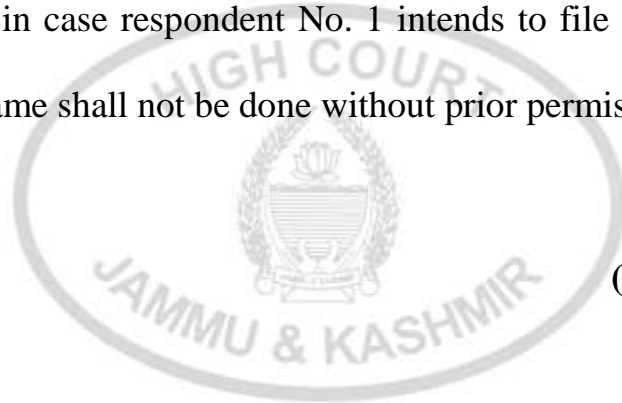 in case respondent No. 1 intends to file
ame shall not be done without prior permis
HIGH COURT
(
JAMMU & KASHMIR